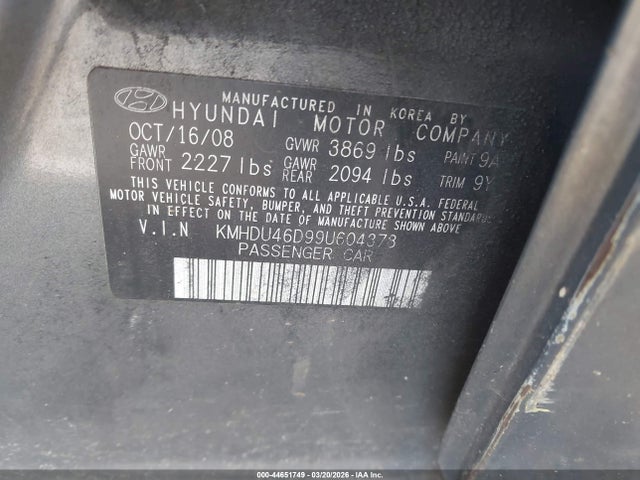 MANUFACTURED IN KOREA BY
HYUNDAI MOTOR COMPANY
OCT/16/08 GVWR 3869 lbs PAINT 9A
GAWR FRONT 2227 lbs GAWR REAR 2094 lbs TRIM 9Y
THIS VEHICLE CONFORMS TO ALL APPLICABLE U.S.A. FEDERAL
MOTOR VEHICLE SAFETY, BUMPER, AND THEFT PREVENTION STANDARDS
IN EFFECT ON THE DATE OF MANUFACTURE SHOWN ABOVE
V.I.N KMHDU46D99U604378
PASSENGER CAR
000-44651749 | 03/20/2026 | IAA Inc.